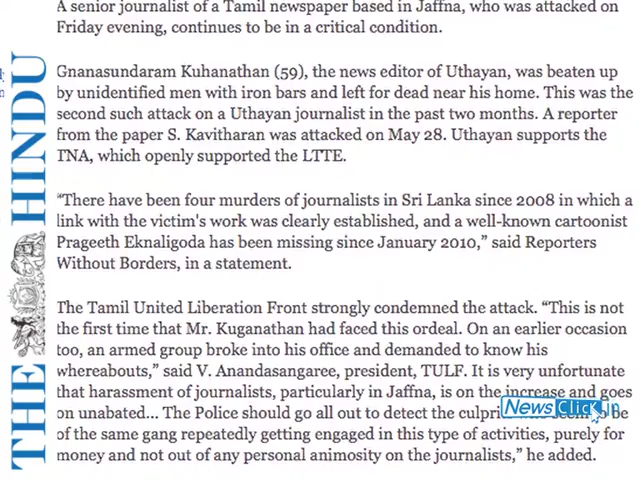 A senior journalist of a Tamil newspaper based in Jaffna, who was attacked on
Friday evening, continues to be in a critical condition.
Gnanasundaram Kuhanathan (59), the news editor of Uthayan, was beaten up
by unidentified men with iron bars and left for dead near his home. This was the
second such attack on a Uthayan journalist in the past two months. A reporter
from the paper S. Kavitharan was attacked on May 28. Uthayan supports the
TNA, which openly supported the LTTE.
"There have been four murders of journalists in Sri Lanka since 2008 in which a
link with the victim's work was clearly established, and a well-known cartoonist
Prageeth Eknaligoda has been missing since January 2010," said Reporters
Without Borders, in a statement.
The Tamil United Liberation Front strongly condemned the attack. "This is not
the first time that Mr. Kuganathan had faced this ordeal. On an earlier occasion
too, an armed group broke into his office and demanded to know his
whereabouts," said V. Anandasangaree, president, TULF. It is very unfortunate
that harassment of journalists, particularly in Jaffna, is on the increase and goes
on unabated... The Police should go all out to detect the be
of the same gang repeatedly getting engaged in this type of activities, purely for
money and not out of any personal animosity on the journalists," he added.
THE HINDU
NewsClick in